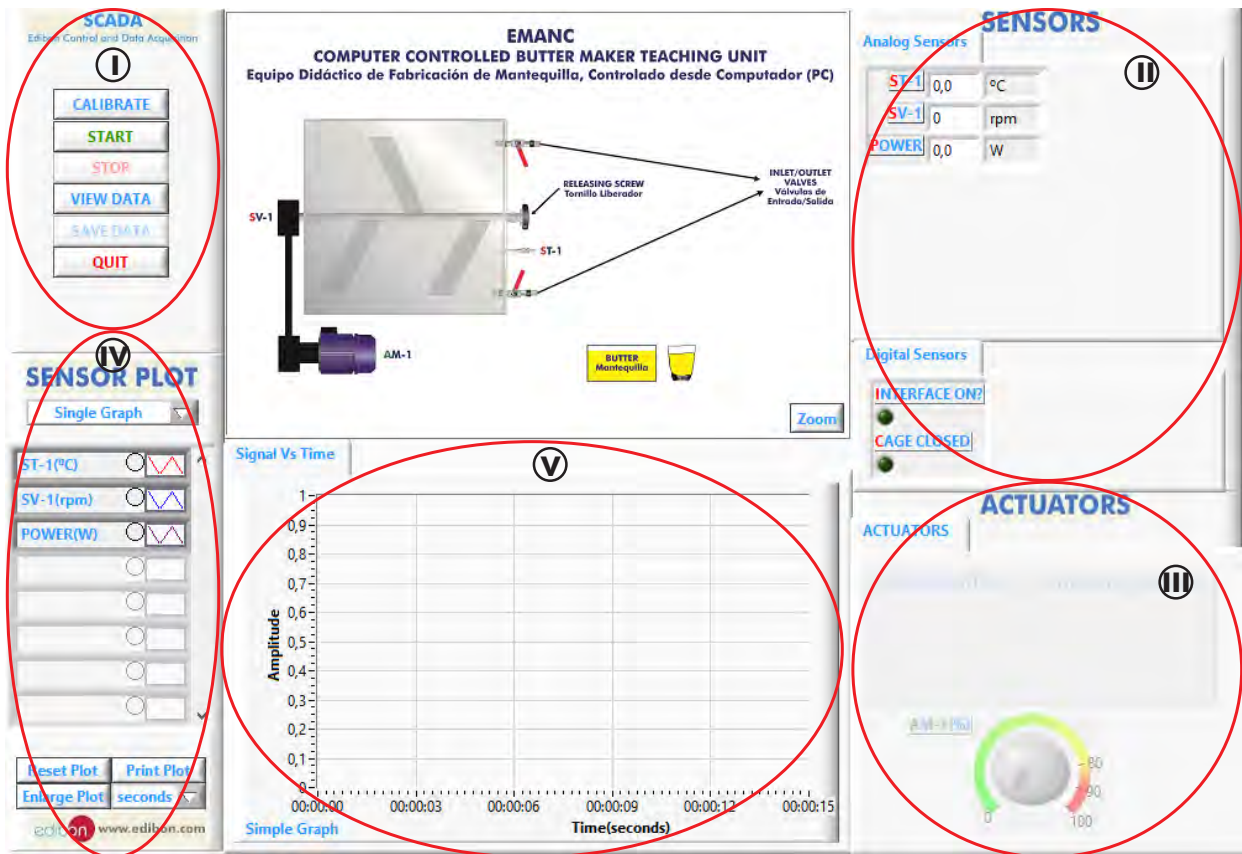 SCADA
Edibon Control and Data Acquisition
I
CALIBRATE
START
STOP
VIEW DATA
SAVE DATA
QUIT
EMANC
COMPUTER CONTROLLED BUTTER MAKER TEACHING UNIT
Equipo Didáctico de Fabricación de Mantequilla, Controlado desde Computador (PC)
SV-1
RELEASING SCREW
Tornillo Liberador
INLET/OUTLET
VALVES
Válvulas de
Entrada/Salida
ST-1
AM-1
BUTTER
Mantequilla
Zoom
SENSORS
Analog Sensors
II
ST-1 0,0 ºC
SV-1 0 rpm
POWER 0,0 W
Digital Sensors
INTERFACE ON?
CAGE CLOSED
IV
SENSOR PLOT
Single Graph
ST-1(ºC)
SV-1(rpm)
POWER(W)
Reset Plot Print Plot
Enlarge Plot seconds
edibon www.edibon.com
Signal Vs Time
V
Amplitude
1
0,9
0,8
0,7
0,6
0,5
0,4
0,3
0,2
0,1
0
00:00:00 00:00:03 00:00:06 00:00:09 00:00:12 00:00:15
Simple Graph Time(seconds)
ACTUATORS
ACTUATORS
III
AM-1(%)
80
90
0 100